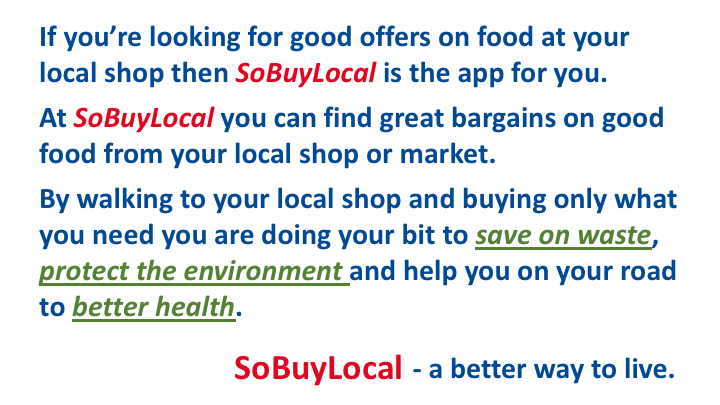 If you’re looking for good offers on food at your
local shop then SoBuyLocal is the app for you.
At SoBuyLocal you can find great bargains on good
food from your local shop or market.
By walking to your local shop and buying only what
you need you are doing your bit to save on waste,
protect the environment and help you on your road
to better health.
SoBuyLocal - a better way to live.